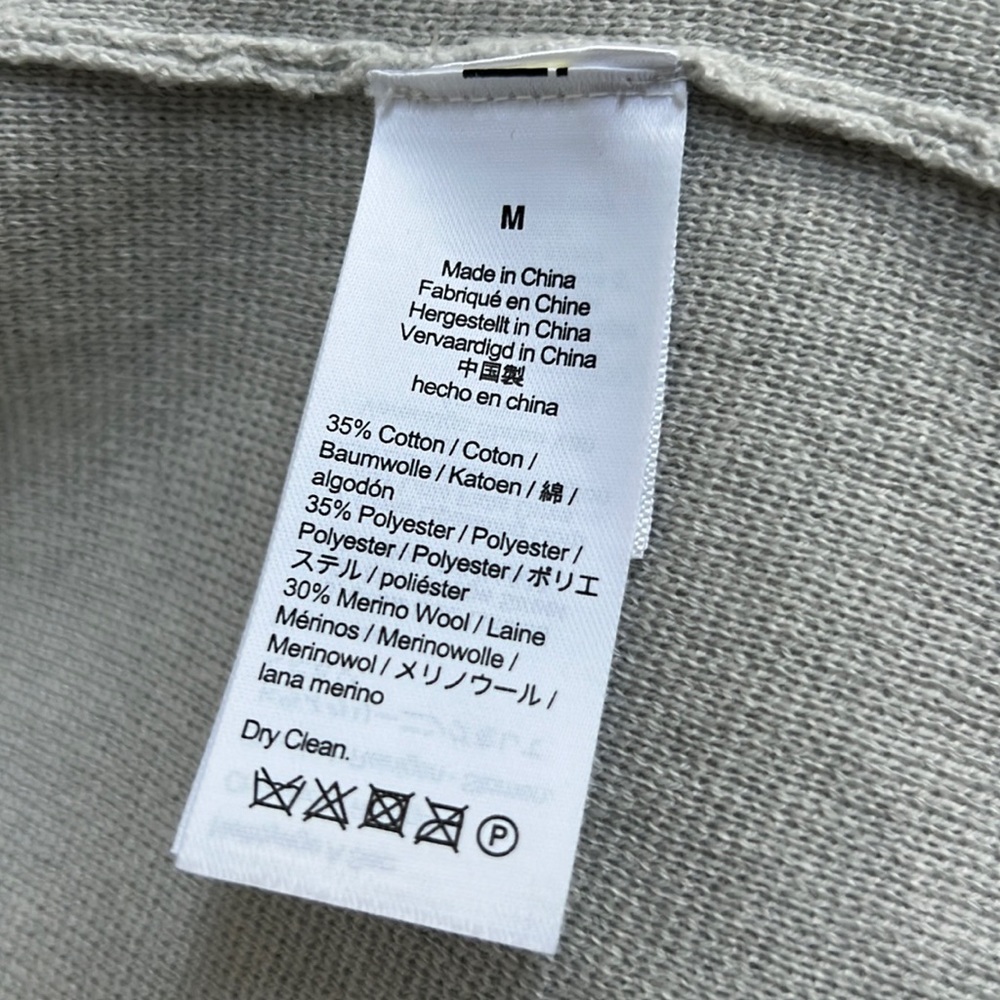 M
Made in China
Fabriqué en Chine
Hergestellt in China
Vervaardigd in China
中国製
hecho en china
35% Cotton / Coton /
Baumwolle / Katoen / 綿 /
algodón
35% Polyester / Polyester /
Polyester / Polyester / ポリエ
ステル / poliéster
30% Merino Wool / Laine
Mérinos / Merinowolle /
Merinowol / メリノウール /
lana merino
Dry Clean.
P